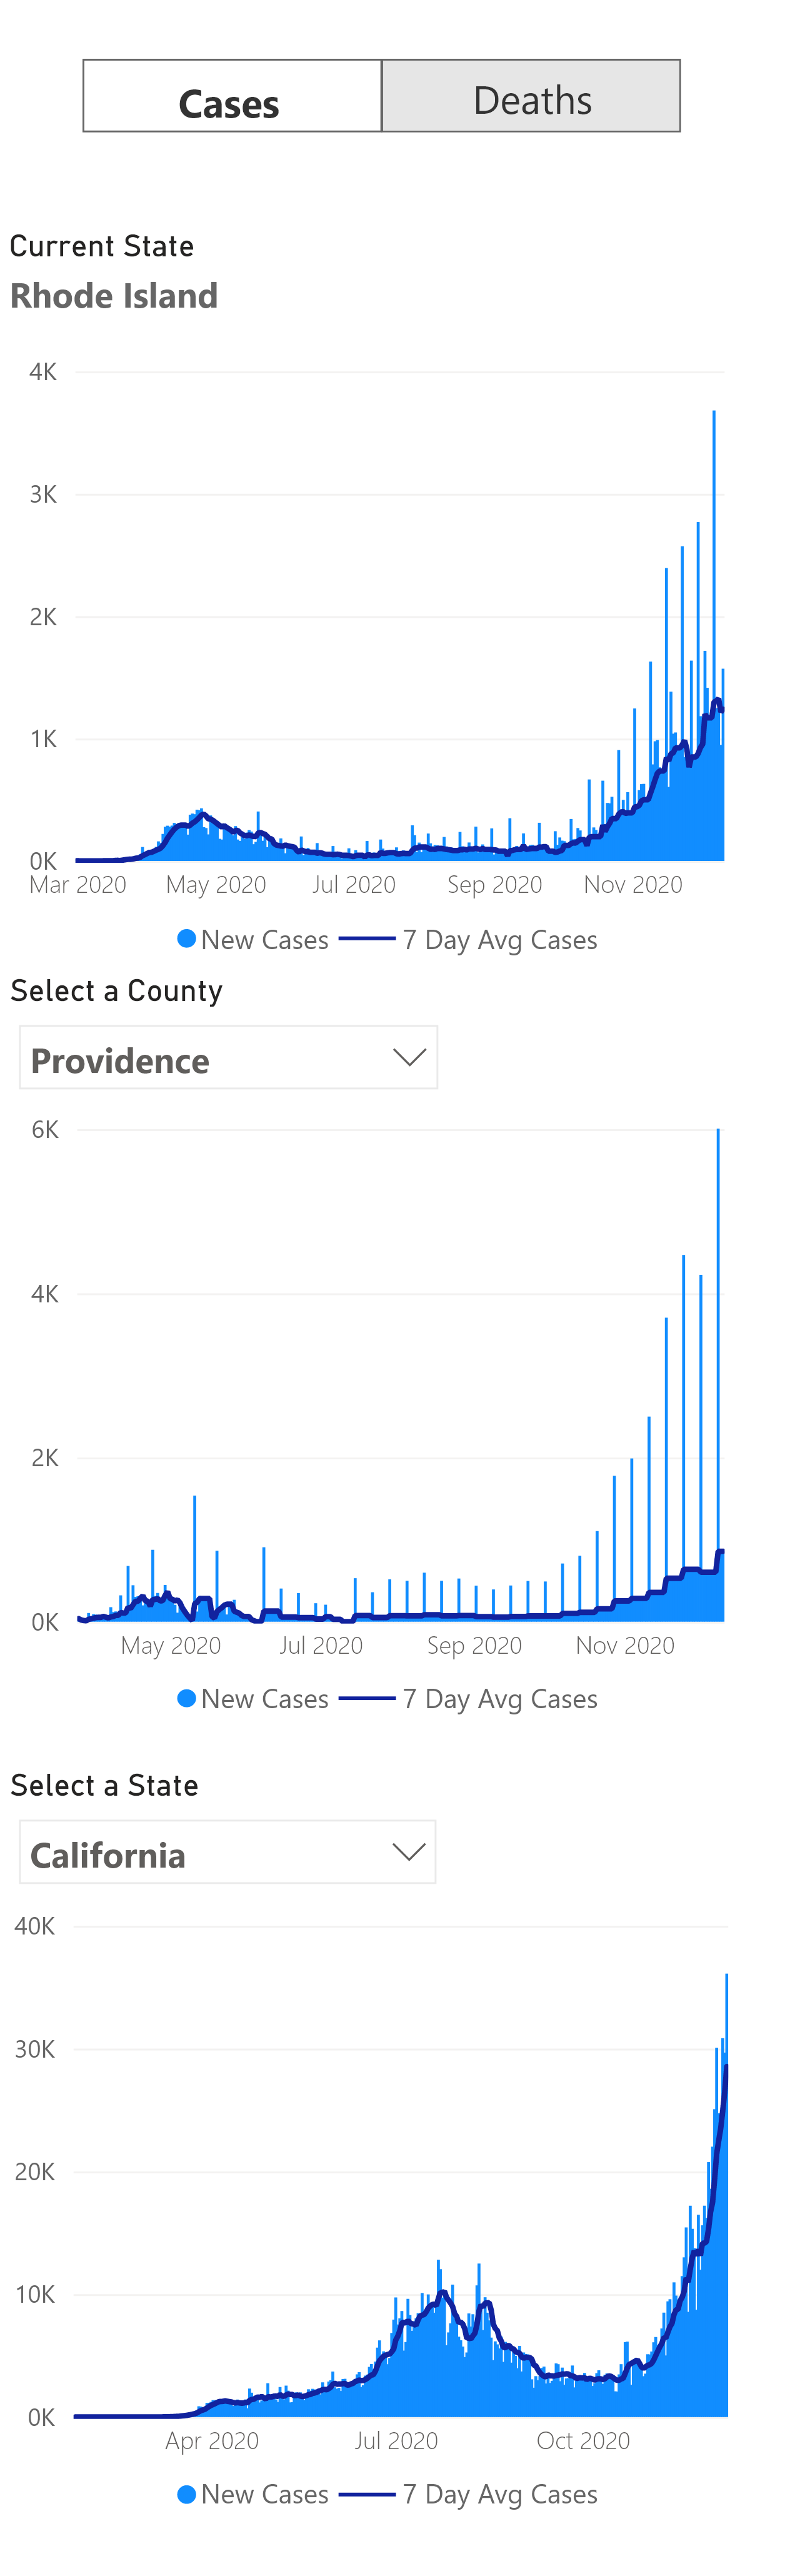 Cases Deaths
Current State
Rhode Island
4K
3K
2K
1K
0K
Mar 2020 May 2020 Jul 2020 Sep 2020 Nov 2020
New Cases 7 Day Avg Cases
Select a County
Providence
6K
4K
2K
0K
May 2020 Jul 2020 Sep 2020 Nov 2020
New Cases 7 Day Avg Cases
Select a State
California
40K
30K
20K
10K
0K
Apr 2020 Jul 2020 Oct 2020
New Cases 7 Day Avg Cases